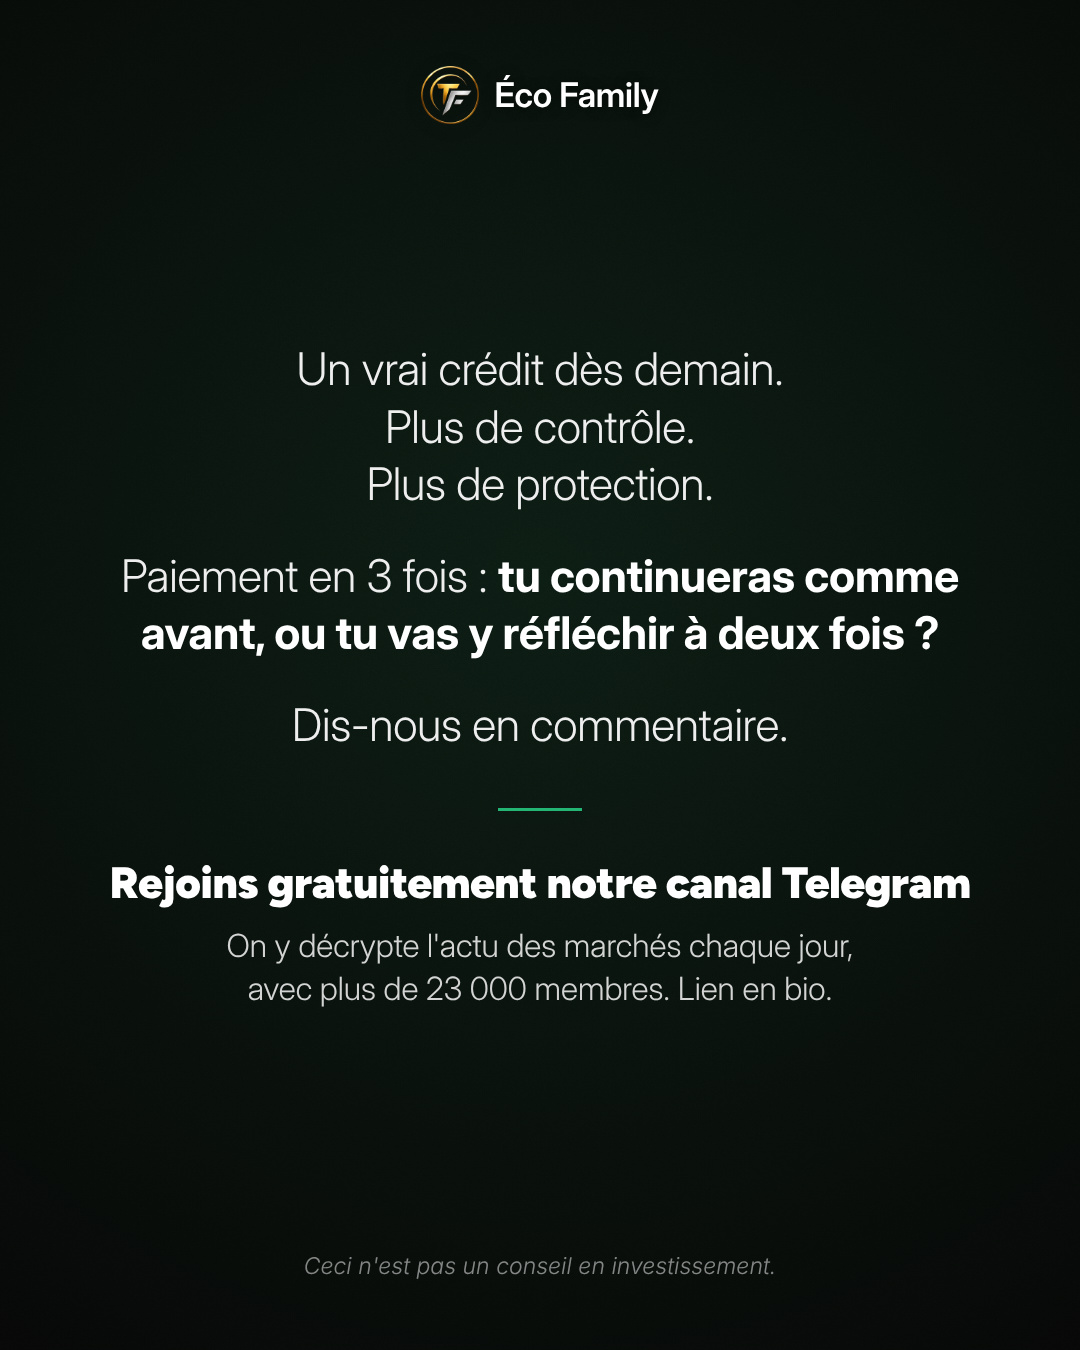 TF
Éco Family
Un vrai crédit dès demain.
Plus de contrôle.
Plus de protection.
Paiement en 3 fois : tu continueras comme
avant, ou tu vas y réfléchir à deux fois ?
Dis-nous en commentaire.
Rejoins gratuitement notre canal Telegram
On y décrypte l'actu des marchés chaque jour,
avec plus de 23 000 membres. Lien en bio.
Ceci n'est pas un conseil en investissement.